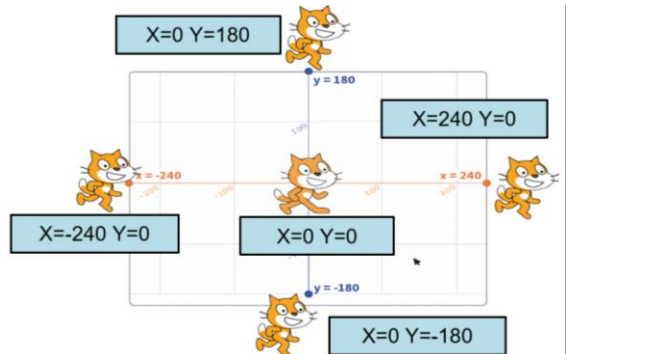 X=0 Y=180
y = 180
100
X=240 Y=0
x = -240
x = 240
-200
-100
100
200
X=-240 Y=0
X=0 Y=0
y = -180
X=0 Y=-180